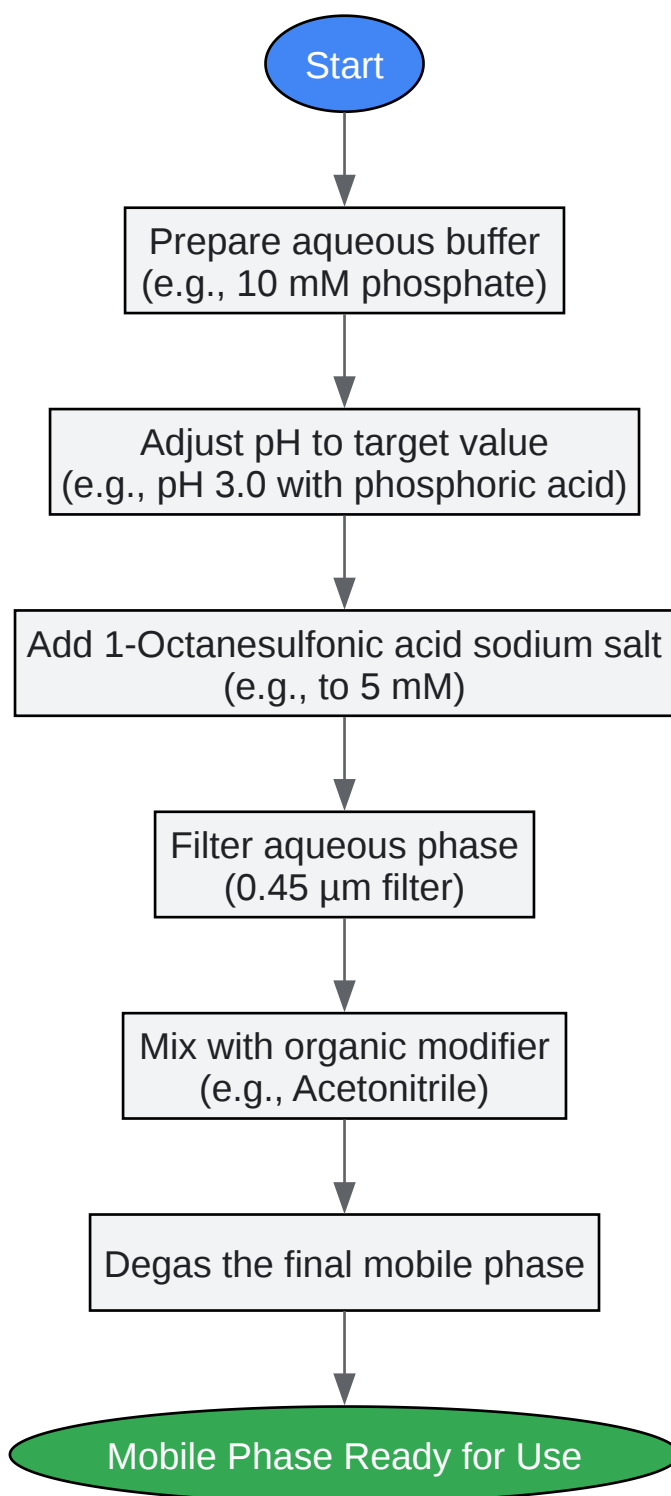 Start
Prepare aqueous buffer
(e.g., 10 mM phosphate)
Adjust pH to target value
(e.g., pH 3.0 with phosphoric acid)
Add 1-Octanesulfonic acid sodium salt
(e.g., to 5 mM)
Filter aqueous phase
(0.45 µm filter)
Mix with organic modifier
(e.g., Acetonitrile)
Degas the final mobile phase
Mobile Phase Ready for Use